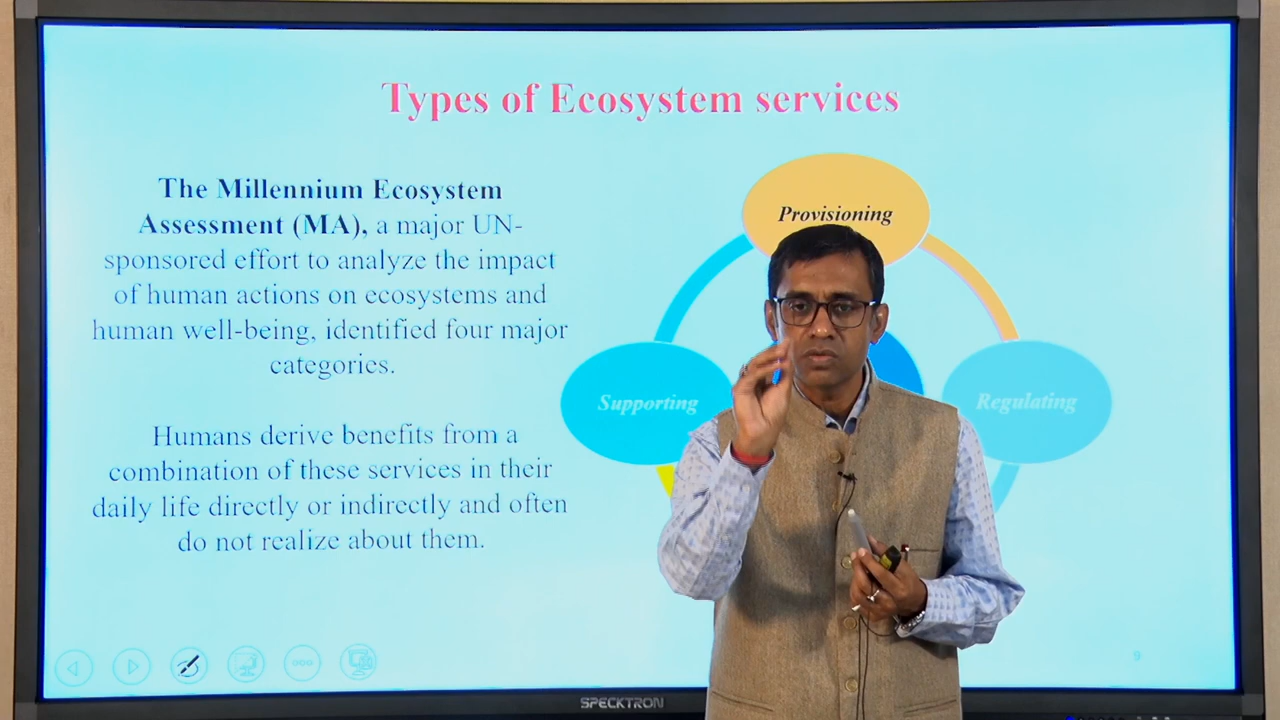 Types of Ecosystem services
The Millennium Ecosystem
Assessment (MA), a major UN-
sponsored effort to analyze the impact
of human actions on ecosystems and
human well-being, identified four major
categories.
Humans derive benefits from a
combination of these services in their
daily life directly or indirectly and often
do not realize about them.
Provisioning
Supporting
Regulating
9
SPECKTRON